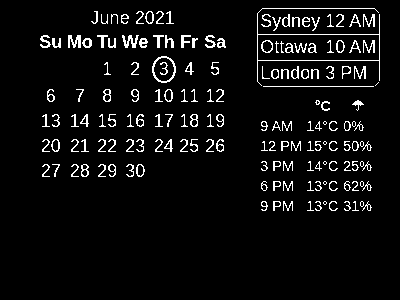 June 2021
Su Mo Tu We Th Fr Sa
1 2 3 4 5
6 7 8 9 10 11 12
13 14 15 16 17 18 19
20 21 22 23 24 25 26
27 28 29 30
Sydney 12 AM
Ottawa 10 AM
London 3 PM
°C ☂
9 AM 14°C 0%
12 PM 15°C 50%
3 PM 14°C 25%
6 PM 13°C 62%
9 PM 13°C 31%